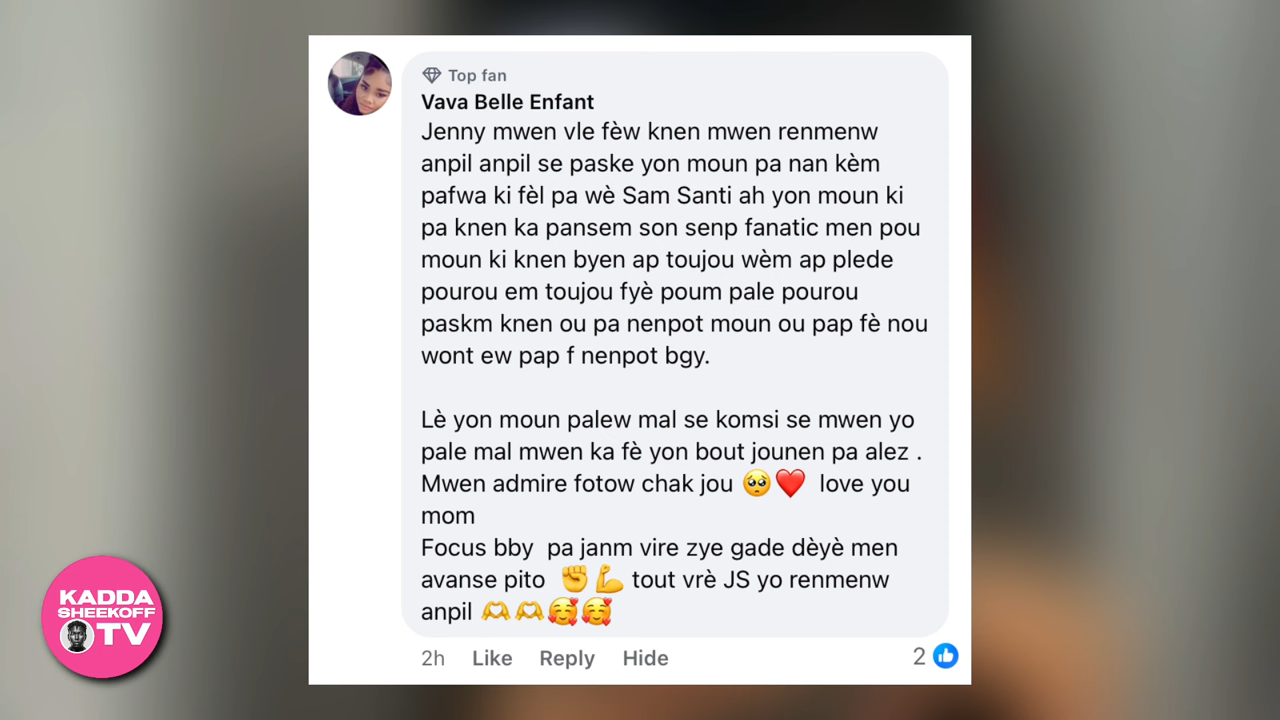 Top fan
Vava Belle Enfant
Jenny mwen vle fèw knen mwen renmenw
anpil anpil se paske yon moun pa nan kèm
pafwa ki fèl pa wè Sam Santi ah yon moun ki
pa knen ka pansem son senp fanatic men pou
moun ki knen byen ap toujou wèm ap plede
pourou em toujou fyè poum pale pourou
paskm knen ou pa nenpot moun ou pap fè nou
wont ew pap f nenpot bgy.
Lè yon moun palew mal se komsi se mwen yo
pale mal mwen ka fè yon bout jounen pa alez .
Mwen admire fotow chak jou 🥺❤️ love you
mom
Focus bby pa janm vire zye gade dèyè men
avanse pito ✊💪 tout vrè JS yo renmenw
anpil 🫶🫶🥰🥰
2h Like Reply Hide 2
KADDA
SHEEKOFF
TV